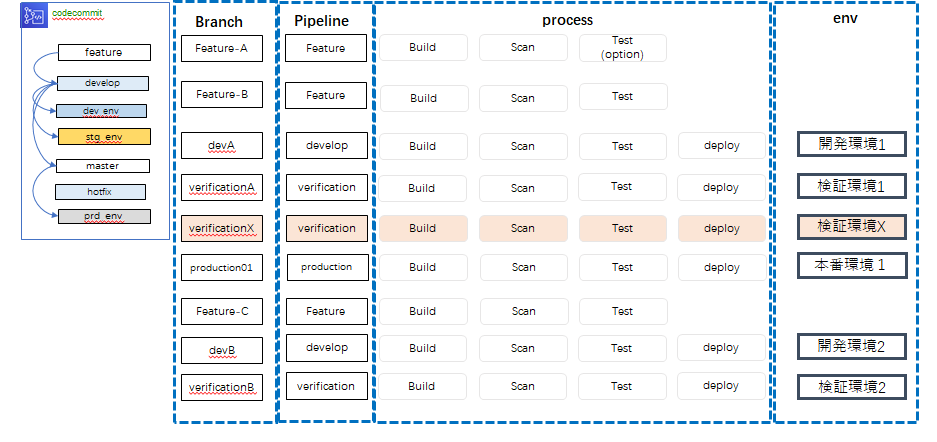 codecommit
feature
develop
dev_env
stg_env
master
hotfix
prd_env
Branch Pipeline process env
Feature-A Feature Build Scan Test
(option)
Feature-B Feature Build Scan Test
devA develop Build Scan Test deploy 開発環境1
verificationA verification Build Scan Test deploy 検証環境1
verificationX verification Build Scan Test deploy 検証環境X
production01 production Build Scan Test deploy 本番環境１
Feature-C Feature Build Scan Test
devB develop Build Scan Test deploy 開発環境2
verificationB verification Build Scan Test deploy 検証環境2